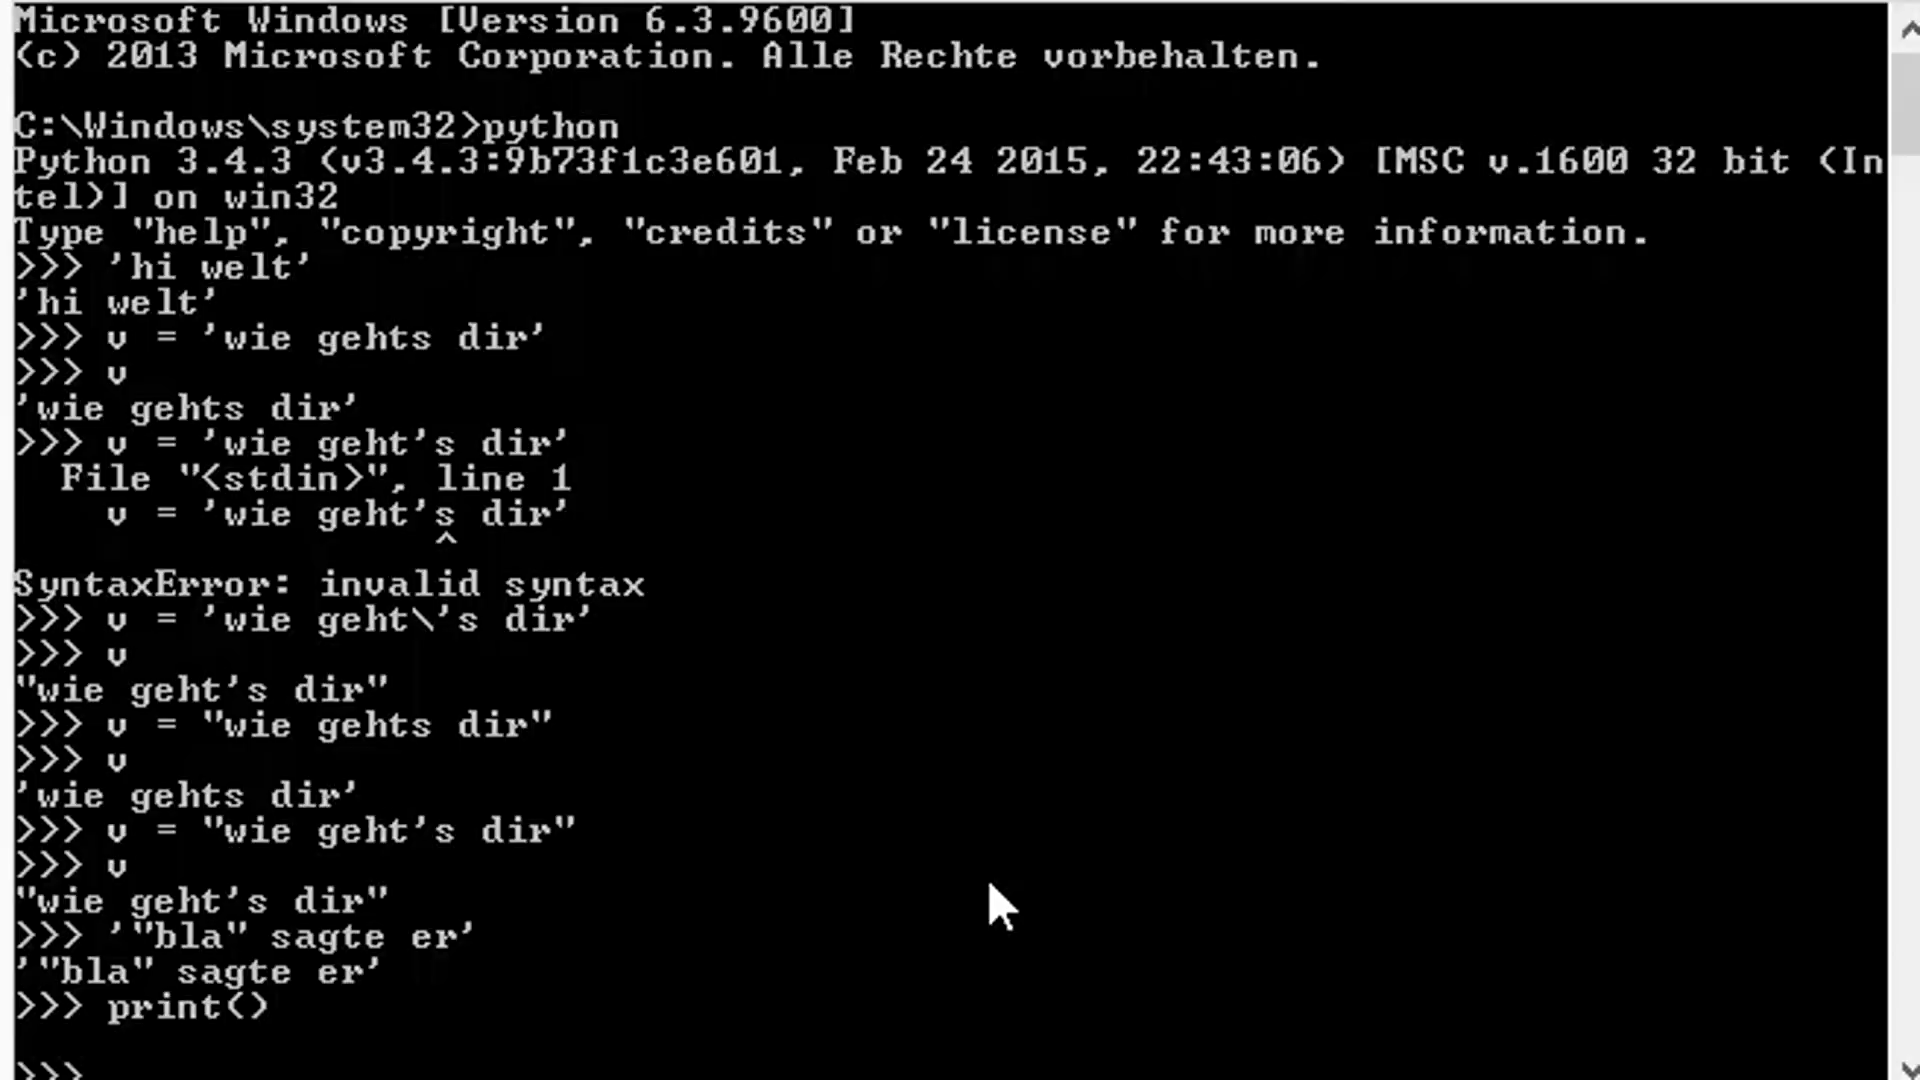 Microsoft Windows [Version 6.3.9600]
(c) 2013 Microsoft Corporation. Alle Rechte vorbehalten.
C:\Windows\system32>python
Python 3.4.3 (v3.4.3:9b73f1c3e601, Feb 24 2015, 22:43:06) [MSC v.1600 32 bit (In
tel)] on win32
Type "help", "copyright", "credits" or "license" for more information.
>>> 'hi welt'
'hi welt'
>>> v = 'wie gehts dir'
>>> v
'wie gehts dir'
>>> v = 'wie geht's dir'
  File "<stdin>", line 1
    v = 'wie geht's dir'
                  ^
SyntaxError: invalid syntax
>>> v = 'wie geht\'s dir'
>>> v
"wie geht's dir"
>>> v = "wie gehts dir"
>>> v
'wie gehts dir'
>>> v = "wie geht's dir"
>>> v
"wie geht's dir"
>>> '"bla" sagte er'
'"bla" sagte er'
>>> print()
>>>